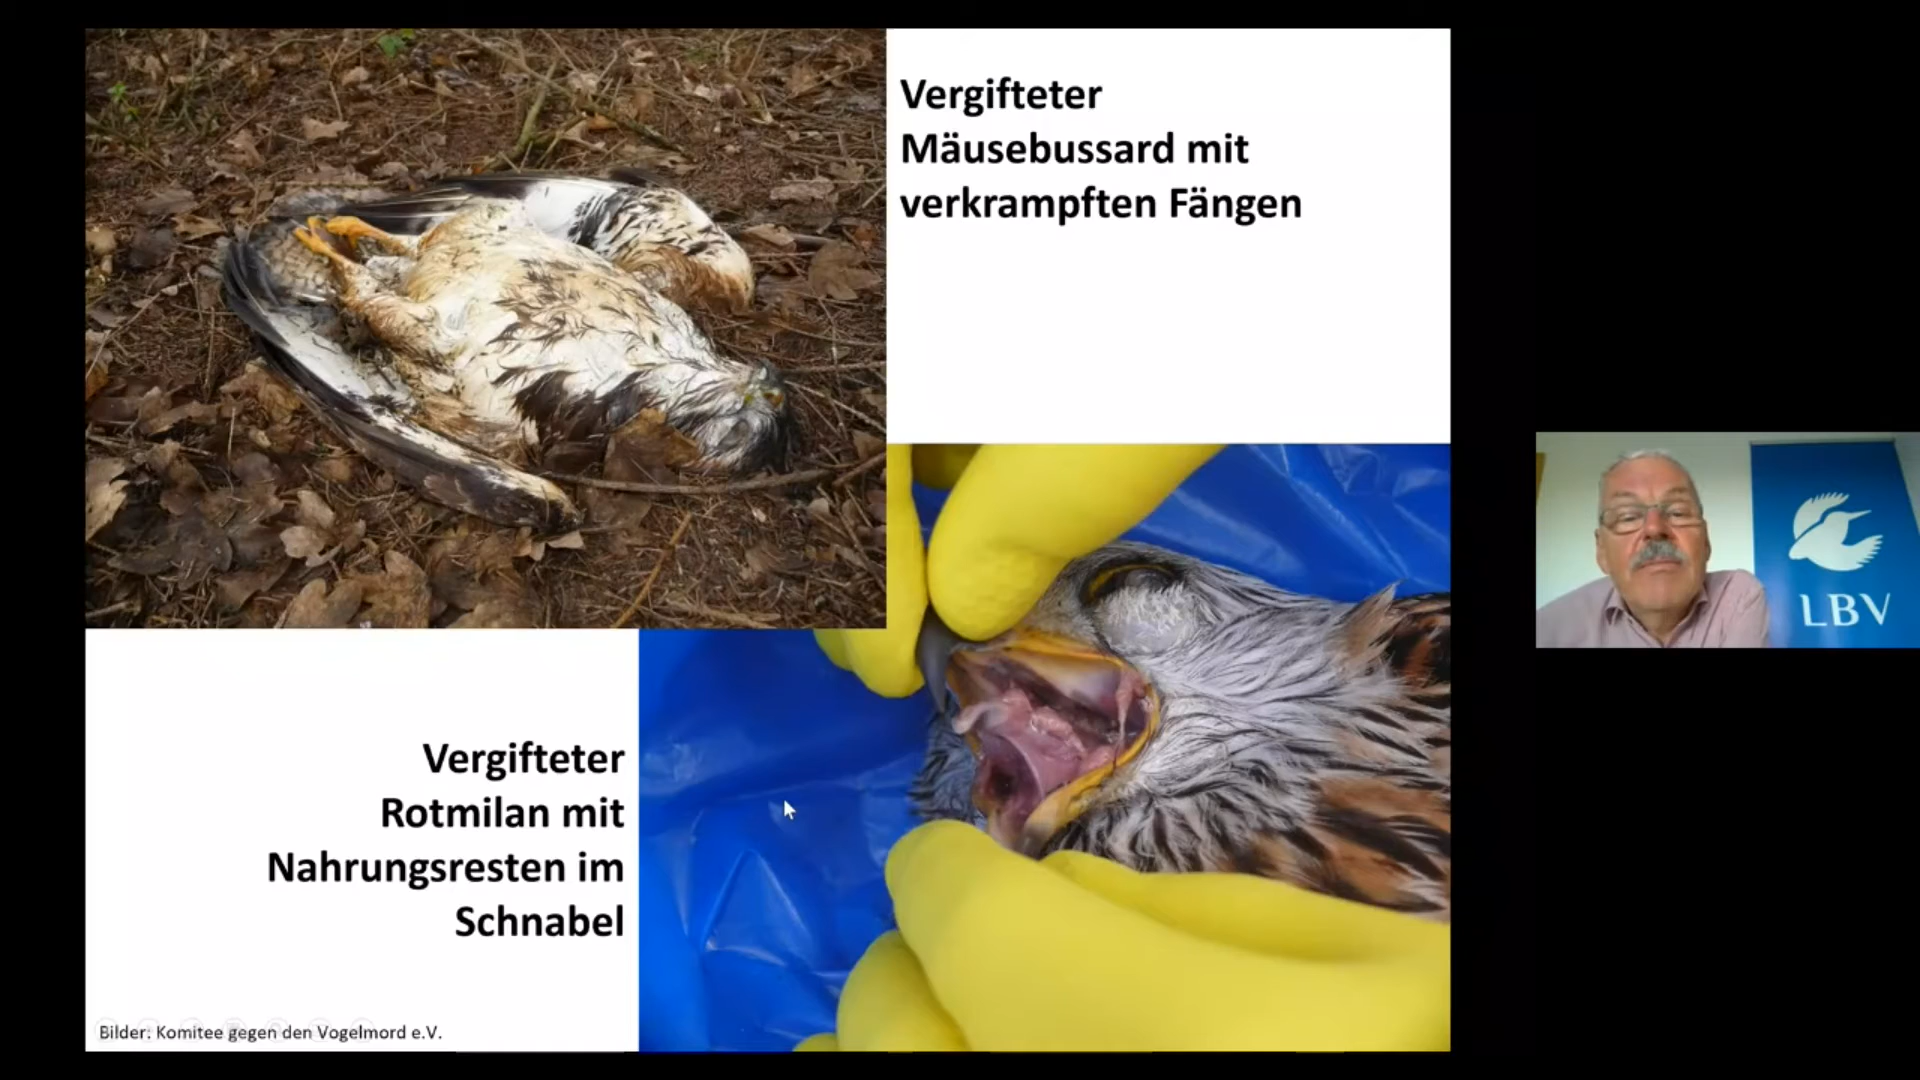 Vergifteter
Mäusebussard mit
verkrampften Fängen
Vergifteter
Rotmilan mit
Nahrungsresten im
Schnabel
Bilder: Komitee gegen den Vogelmord e.V.
LBV